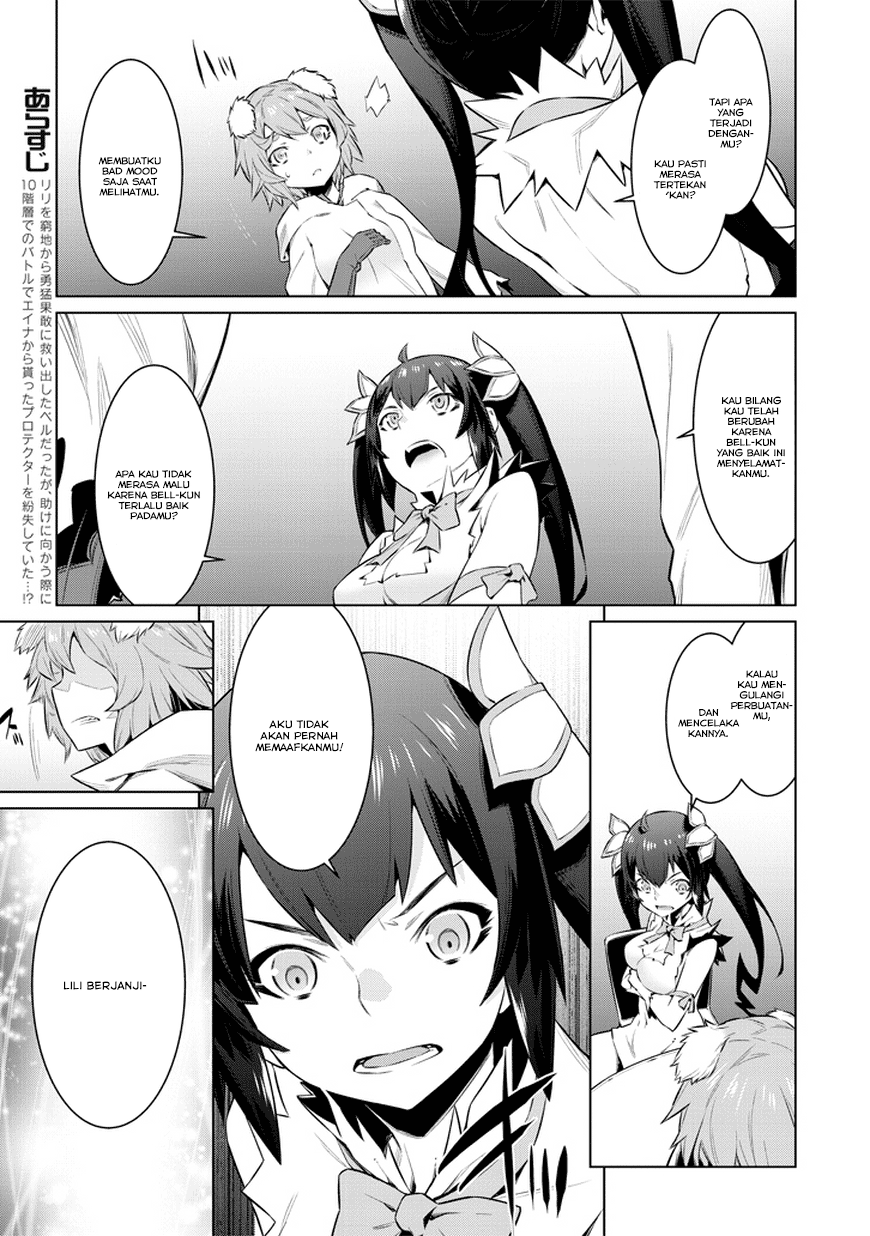 TAPI APA
YANG
TERJADI
DENGAN-
MU?
KAU PASTI
MERASA
TERTEKAN
'KAN?
MEMBUATKU
BAD MOOD
SAJA SAAT
MELIHATMU.
あらすじ
リリを窮地から勇猛果敢に救い出したベルだったが、助けに向かう際に
10階層でのバトルでエイナから貰ったプロテクターを紛失していた…!?
KAU BILANG
KAU TELAH
BERUBAH
KARENA
BELL-KUN
YANG BAIK INI
MENYELAMAT-
KANMU.
APA KAU TIDAK
MERASA MALU
KARENA BELL-KUN
TERLALU BAIK
PADAMU?
KALAU
KAU MEN-
GULANGI
PERBUATAN-
MU,
DAN
MENCELAKA
KANNYA.
AKU TIDAK
AKAN PERNAH
MEMAAFKANMU!
LILI BERJANJI-